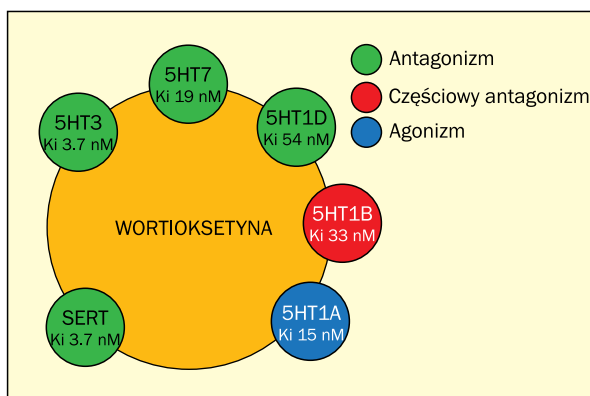 5HT7
Ki 19 nM
5HT3
Ki 3.7 nM
5HT1D
Ki 54 nM
5HT1B
Ki 33 nM
WORTIOKSETYNA
SERT
Ki 3.7 nM
5HT1A
Ki 15 nM
Antagonizm
Częściowy antagonizm
Agonizm